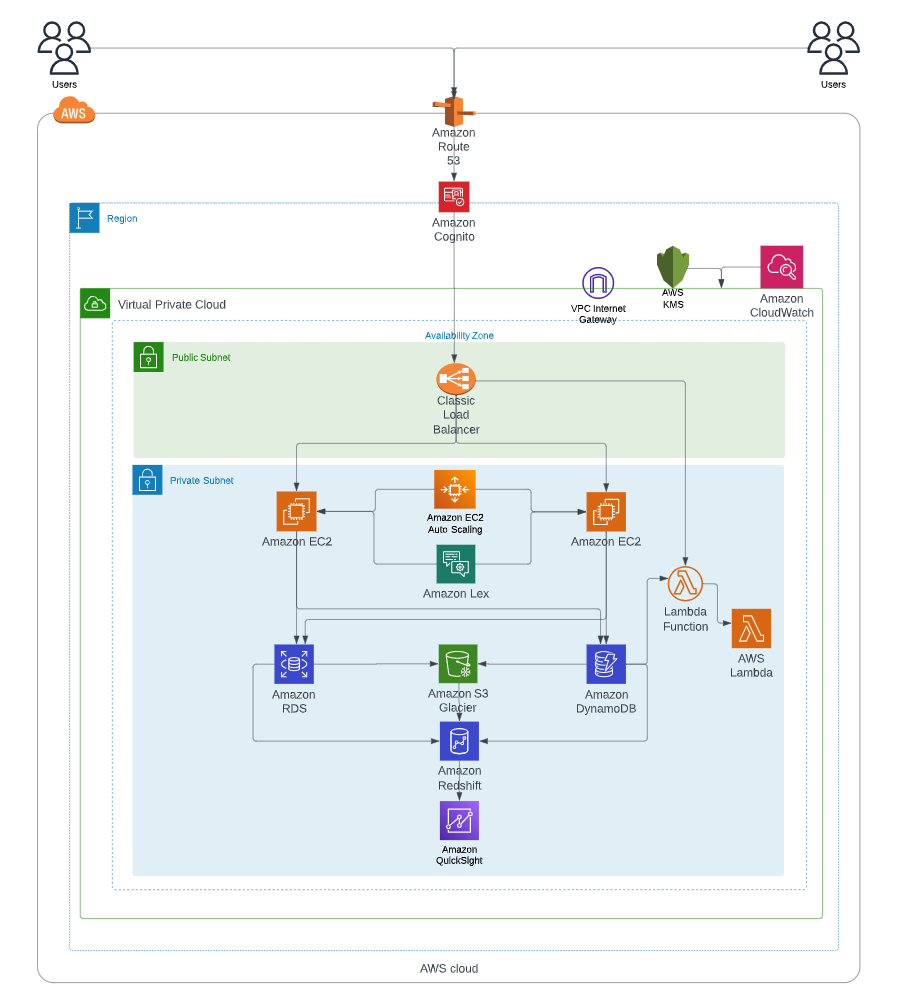 Users
Users
AWS
Amazon
Route
53
Region
Amazon
Cognito
VPC Internet
Gateway
AWS
KMS
Amazon
CloudWatch
Virtual Private Cloud
Availability Zone
Public Subnet
Classic
Load
Balancer
Private Subnet
Amazon EC2
Amazon EC2
Auto Scaling
Amazon EC2
Amazon Lex
Lambda
Function
AWS
Lambda
Amazon
RDS
Amazon S3
Glacier
Amazon
DynamoDB
Amazon
Redshift
Amazon
QuickSight
AWS cloud